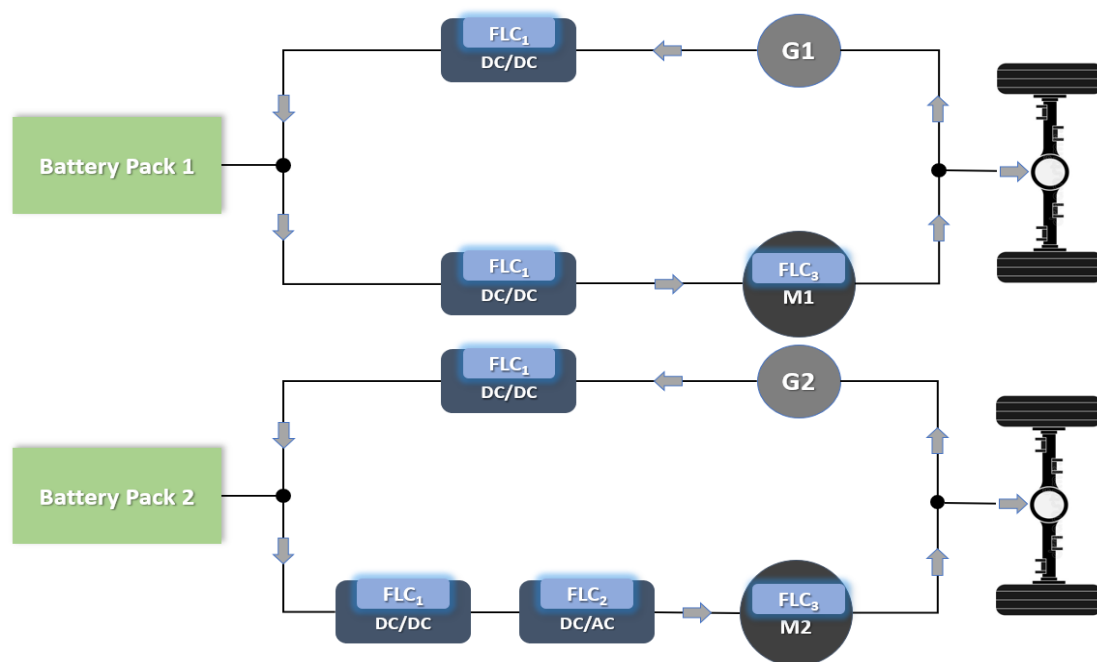 FLC₁
DC/DC
G1
Battery Pack 1
FLC₁
DC/DC
FLC₃
M1
FLC₁
DC/DC
G2
Battery Pack 2
FLC₁
DC/DC
FLC₂
DC/AC
FLC₃
M2